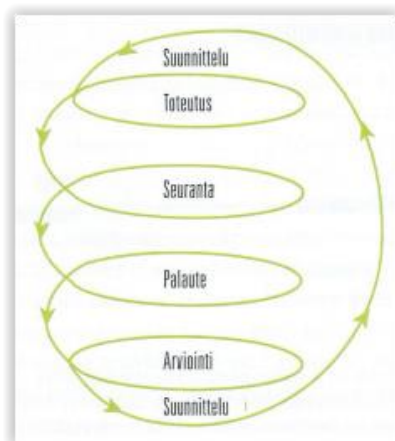 Suunnittelu
Toteutus
Seuranta
Palaute
Arviointi
Suunnittelu